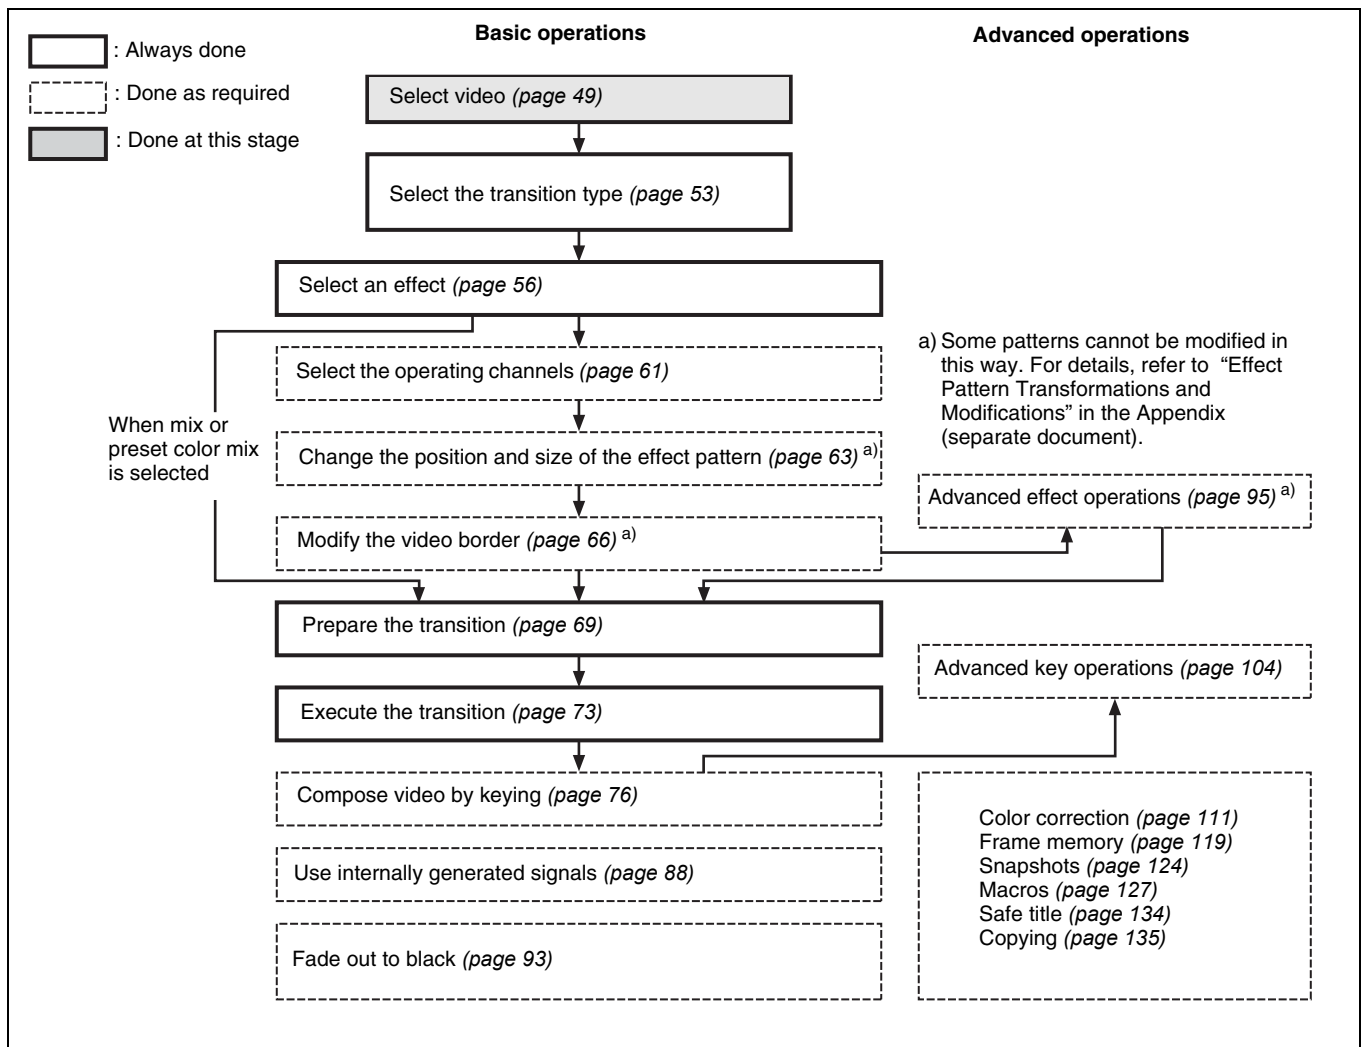 Basic operations
Advanced operations
: Always done
: Done as required
: Done at this stage
Select video (page 49)
Select the transition type (page 53)
Select an effect (page 56)
Select the operating channels (page 61)
When mix or
preset color mix
is selected
Change the position and size of the effect pattern (page 63) a)
Modify the video border (page 66) a)
a) Some patterns cannot be modified in
this way. For details, refer to “Effect
Pattern Transformations and
Modifications” in the Appendix
(separate document).
Advanced effect operations (page 95) a)
Prepare the transition (page 69)
Execute the transition (page 73)
Advanced key operations (page 104)
Compose video by keying (page 76)
Use internally generated signals (page 88)
Fade out to black (page 93)
Color correction (page 111)
Frame memory (page 119)
Snapshots (page 124)
Macros (page 127)
Safe title (page 134)
Copying (page 135)